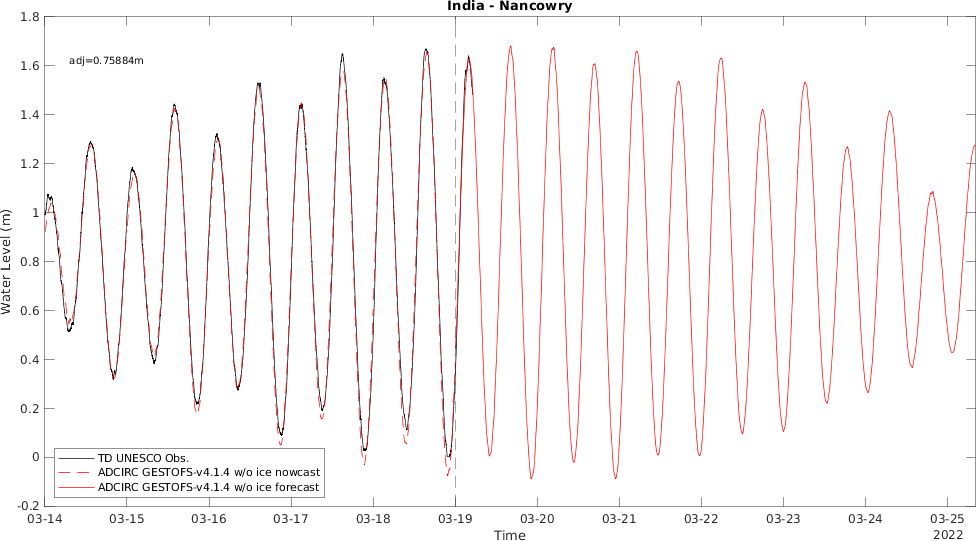 India - Nancowry
1.8
1.6
1.4
1.2
1
0.8
0.6
0.4
0.2
0
-0.2
Water Level (m)
adj=0.75884m
TD UNESCO Obs.
ADCIRC GESTOFS-v4.1.4 w/o ice nowcast
ADCIRC GESTOFS-v4.1.4 w/o ice forecast
03-14 03-15 03-16 03-17 03-18 03-19 03-20 03-21 03-22 03-23 03-24 03-25
Time
2022